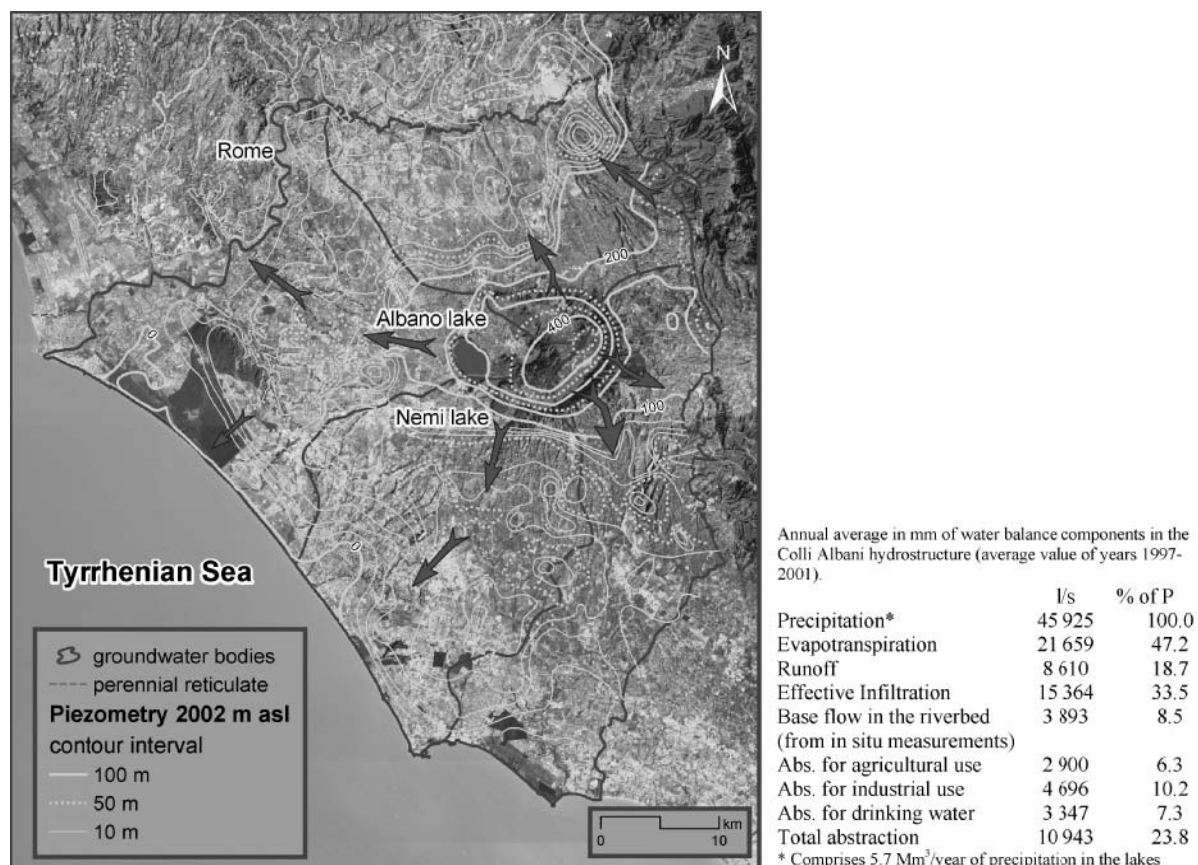 N
Rome
200
Albano lake
400
0
0
Nemi lake
100
0
Tyrrhenian Sea
groundwater bodies
perennial reticulate
Piezometry 2002 m asl
contour interval
100 m
50 m
10 m
km
0 10
Annual average in mm of water balance components in the
Colli Albani hydrostructure (average value of years 1997-
2001).
l/s % of P
Precipitation* 45 925 100.0
Evapotranspiration 21 659 47.2
Runoff 8 610 18.7
Effective Infiltration 15 364 33.5
Base flow in the riverbed 3 893 8.5
(from in situ measurements)
Abs. for agricultural use 2 900 6.3
Abs. for industrial use 4 696 10.2
Abs. for drinking water 3 347 7.3
Total abstraction 10 943 23.8
* Comprises 5.7 Mm³/year of precipitation in the lakes